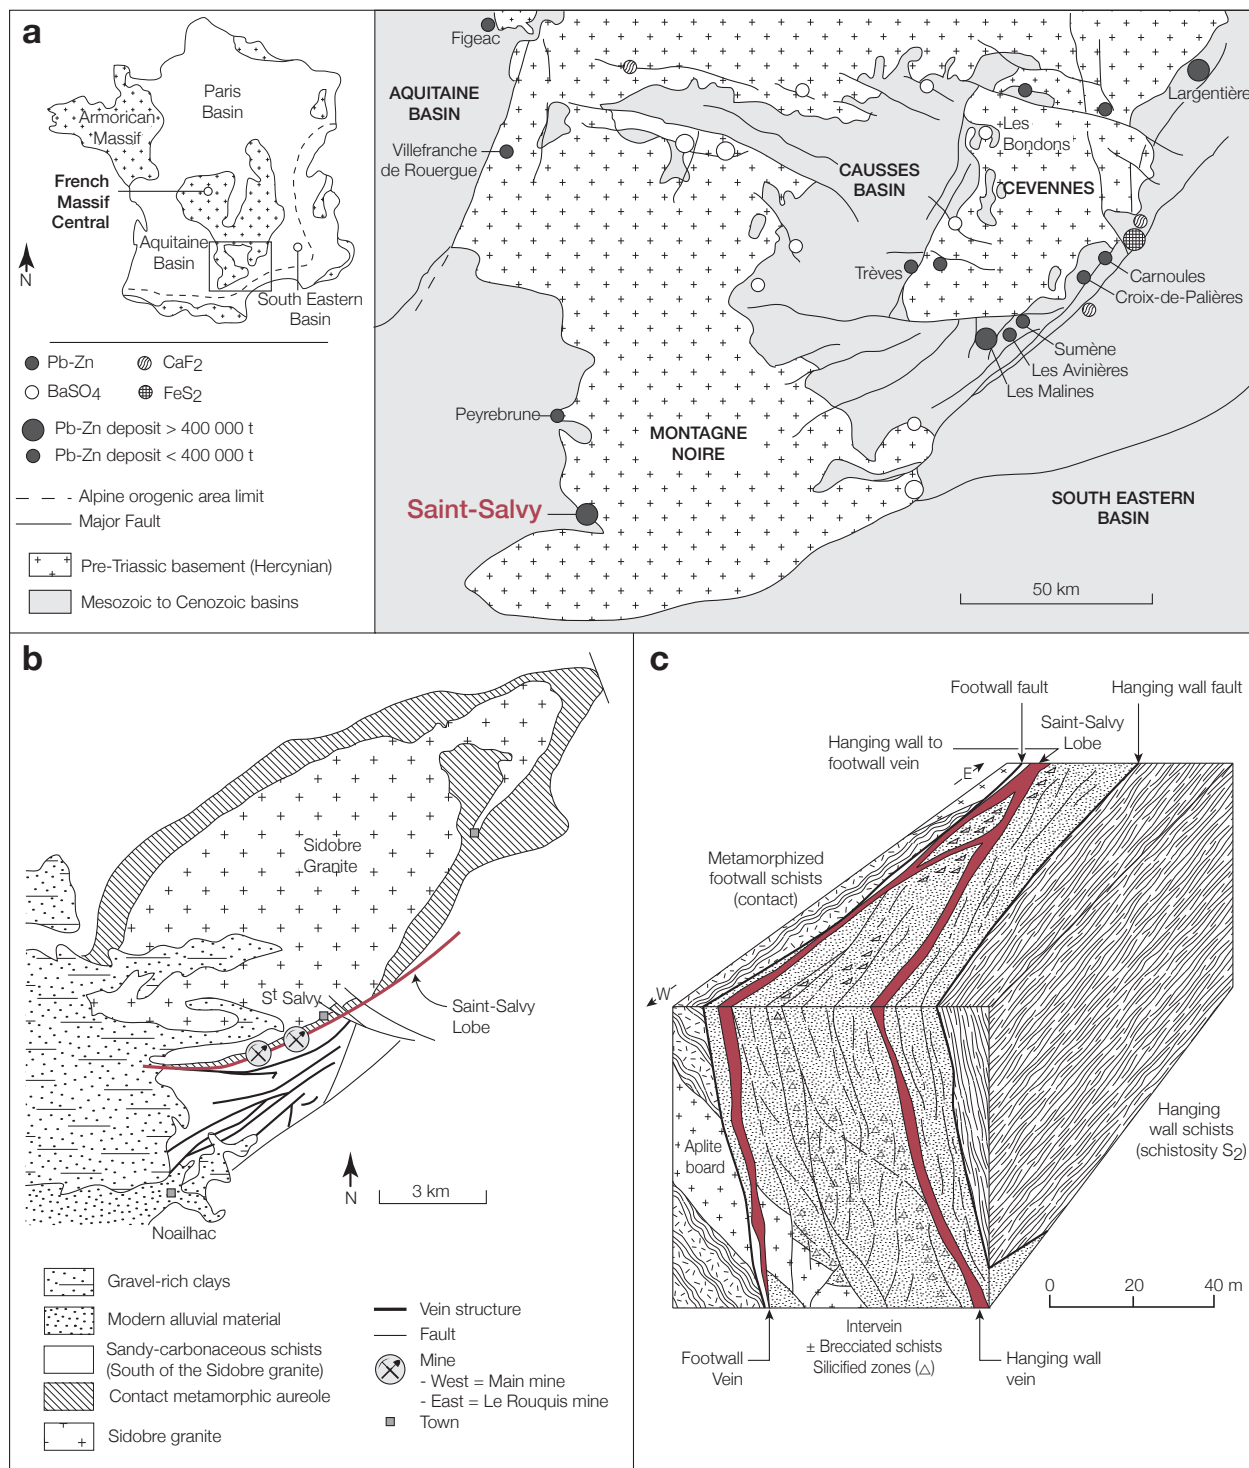 a
Paris
Basin
Armorican
Massif
French
Massif
Central
Aquitaine
Basin
N
South Eastern
Basin
Pb-Zn
CaF2
BaSO4
FeS2
Pb-Zn deposit > 400 000 t
Pb-Zn deposit < 400 000 t
Alpine orogenic area limit
Major Fault
Pre-Triassic basement (Hercynian)
Mesozoic to Cenozoic basins
Figeac
AQUITAINE
BASIN
Largentière
Villefranche
de Rouergue
Les
Bondons
CAUSSES
BASIN
CEVENNES
Trèves
Carnoules
Croix-de-Palières
Sumène
Les Avinières
Les Malines
Peyrebrune
MONTAGNE
NOIRE
Saint-Salvy
SOUTH EASTERN
BASIN
50 km
b
Sidobre
Granite
St Salvy
Saint-Salvy
Lobe
N
3 km
Noailhac
Gravel-rich clays
Modern alluvial material
Sandy-carbonaceous schists
(South of the Sidobre granite)
Contact metamorphic aureole
Sidobre granite
Vein structure
Fault
Mine
- West = Main mine
- East = Le Rouquis mine
Town
c
Footwall fault
Hanging wall fault
Saint-Salvy
Lobe
Hanging wall to
footwall vein
E
Metamorphized
footwall schists
(contact)
W
Aplite
board
Hanging
wall schists
(schistosity S2)
0 20 40 m
Intervein
± Brecciated schists
Silicified zones (△)
Footwall
Vein
Hanging wall
vein